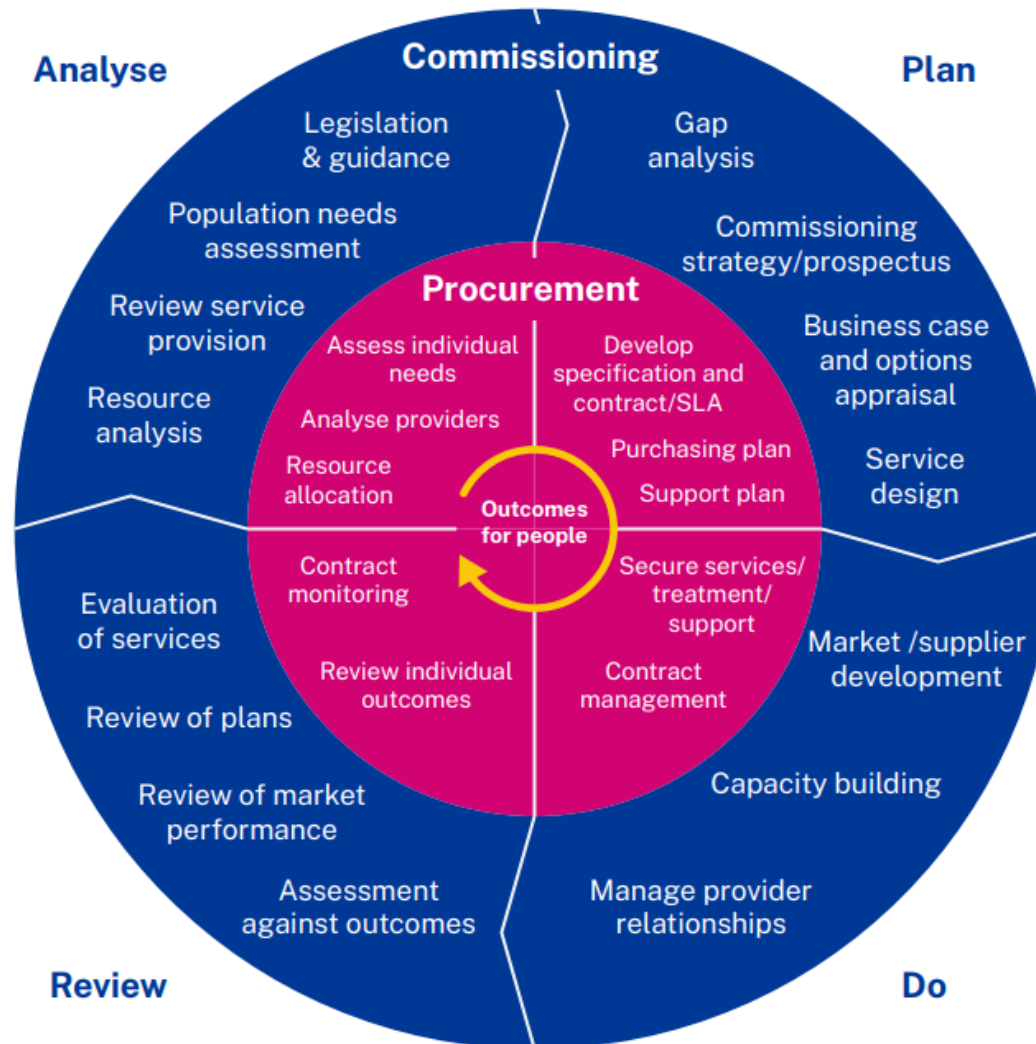 Analyse
Plan
Commissioning
Legislation
& guidance
Population needs
assessment
Review service
provision
Resource
analysis
Gap
analysis
Commissioning
strategy/prospectus
Business case
and options
appraisal
Service
design
Procurement
Assess individual
needs
Analyse providers
Resource
allocation
Develop
specification and
contract/SLA
Purchasing plan
Support plan
Outcomes
for people
Contract
monitoring
Review individual
outcomes
Secure services/
treatment/
support
Contract
management
Evaluation
of services
Review of plans
Review of market
performance
Assessment
against outcomes
Market /supplier
development
Capacity building
Manage provider
relationships
Review
Do